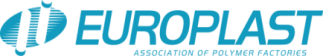 EUROPLAST
ASSOCIATION OF POLYMER FACTORIES